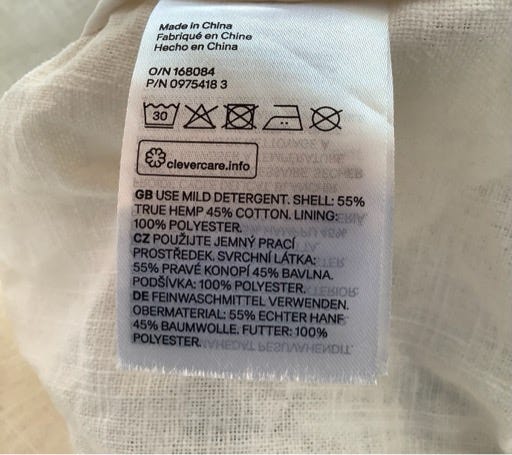 Made in China
Fabriqué en Chine
Hecho en China
O/N 168084
P/N 0975418 3
30
clevercare.info
GB USE MILD DETERGENT. SHELL: 55%
TRUE HEMP 45% COTTON. LINING:
100% POLYESTER.
CZ POUŽIJTE JEMNÝ PRACÍ
PROSTŘEDEK. SVRCHNÍ LÁTKA:
55% PRAVÉ KONOPÍ 45% BAVLNA.
PODŠÍVKA: 100% POLYESTER.
DE FEINWASCHMITTEL VERWENDEN.
OBERMATERIAL: 55% ECHTER HANF
45% BAUMWOLLE. FUTTER: 100%
POLYESTER.